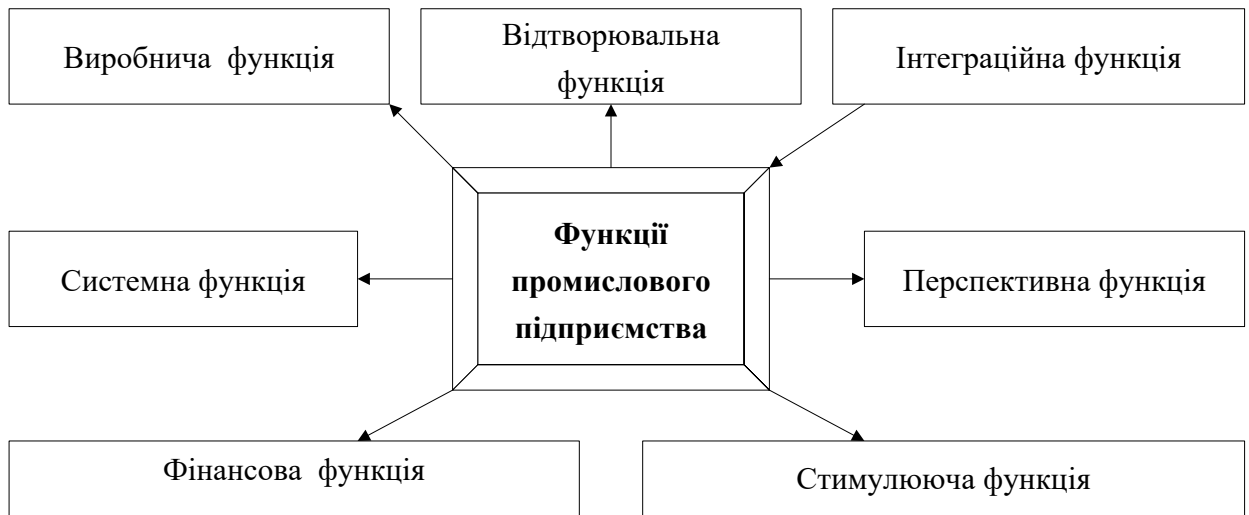 Виробнича функція
Відтворювальна
функція
Інтеграційна функція
Системна функція
Функції
промислового
підприємства
Перспективна функція
Фінансова функція
Стимулююча функція